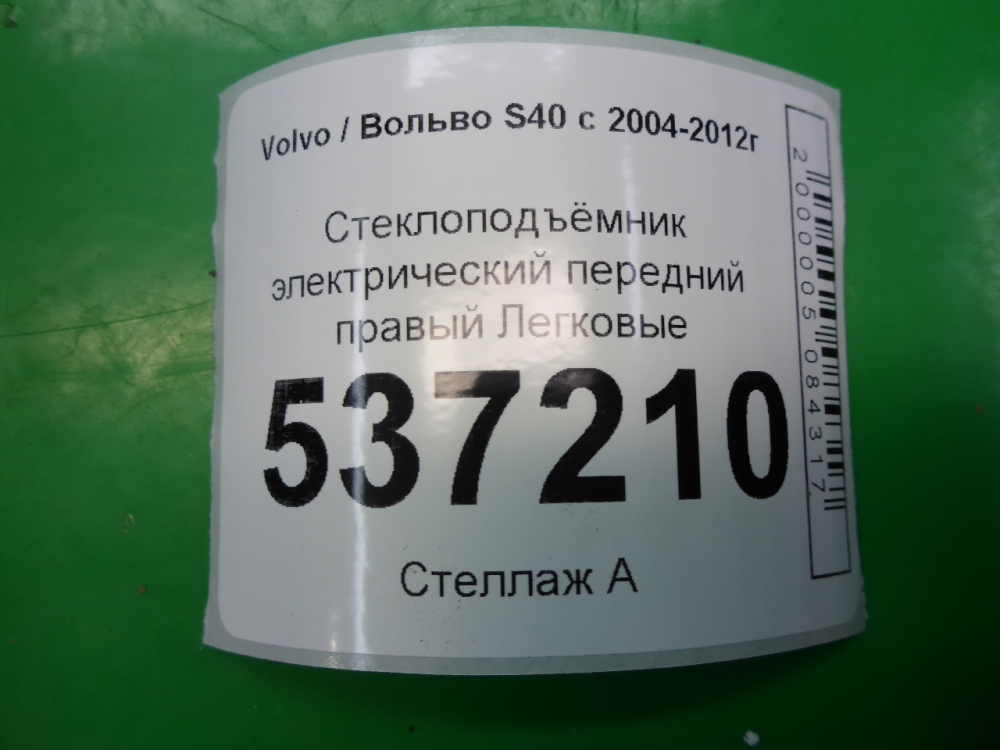 Volvo / Вольво S40 с 2004-2012г
Стеклоподъёмник
электрический передний
правый Легковые
537210
Стеллаж А
2000005084317